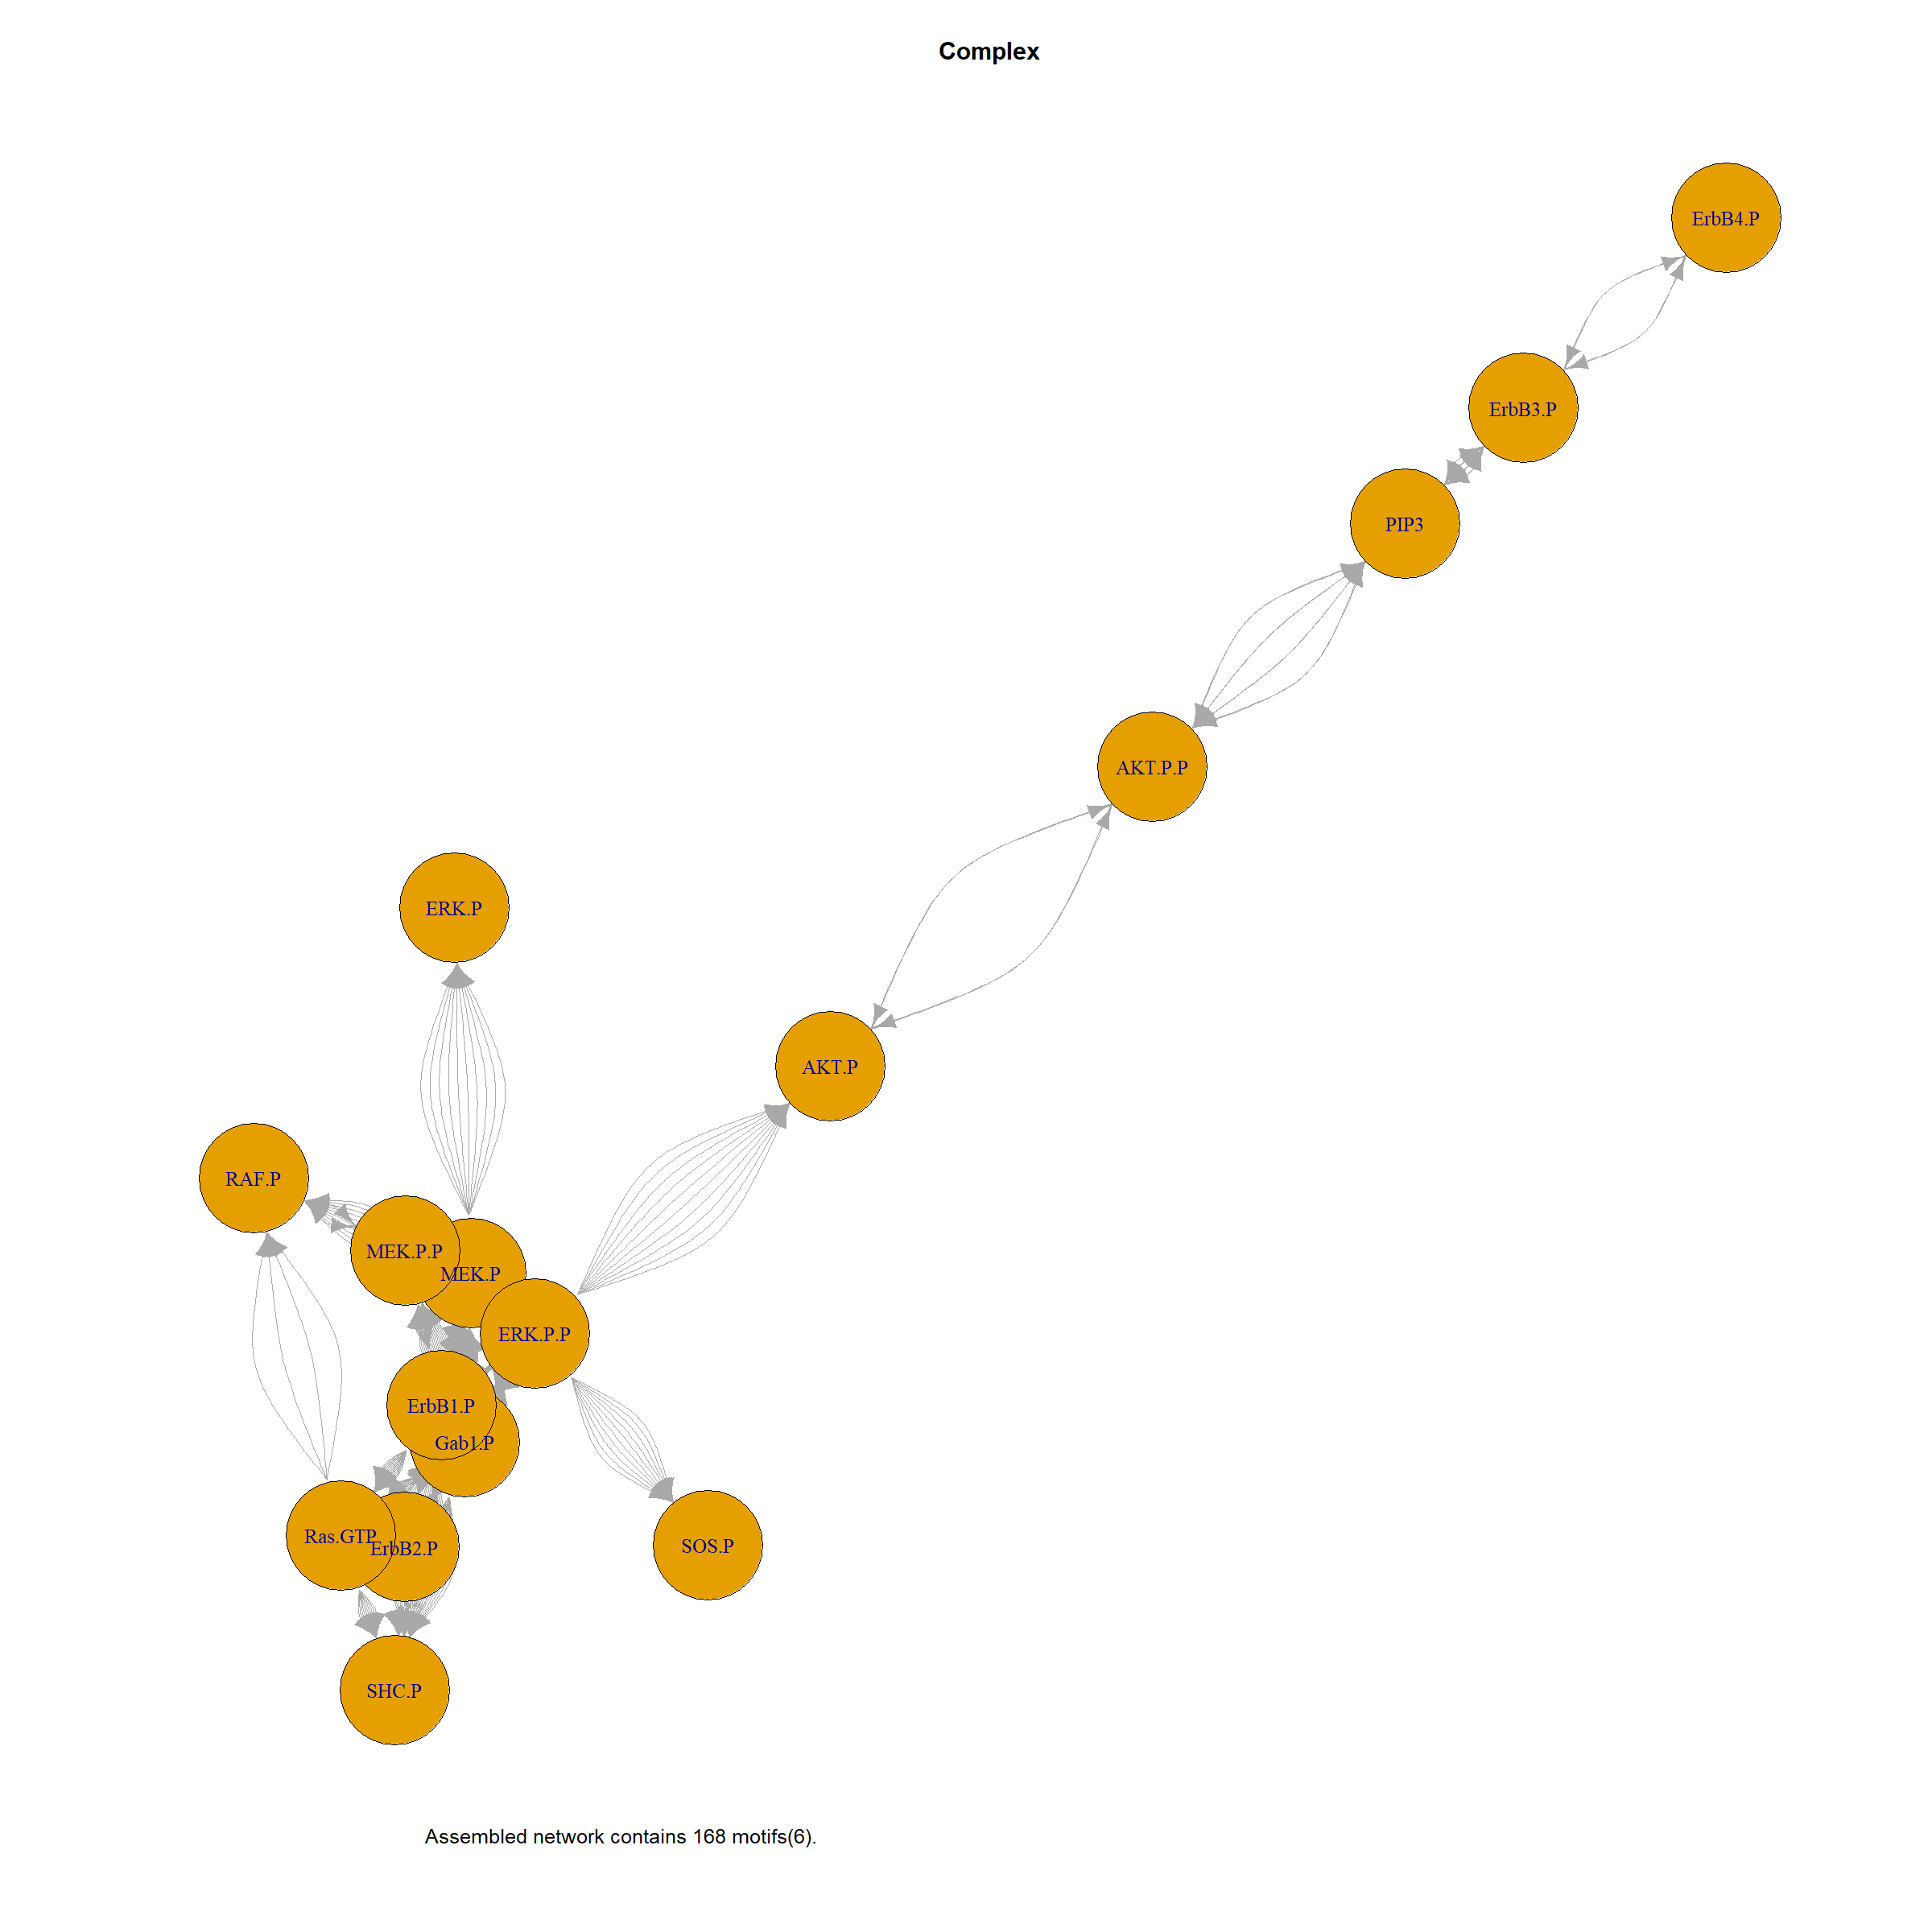 Complex
ErbB4.P
ErbB3.P
PIP3
AKT.P.P
ERK.P
AKT.P
RAF.P
MEK.P.P
MEK.P
ERK.P.P
ErbB1.P
Gab1.P
Ras.GTP
ErbB2.P
SOS.P
SHC.P
Assembled network contains 168 motifs(6).